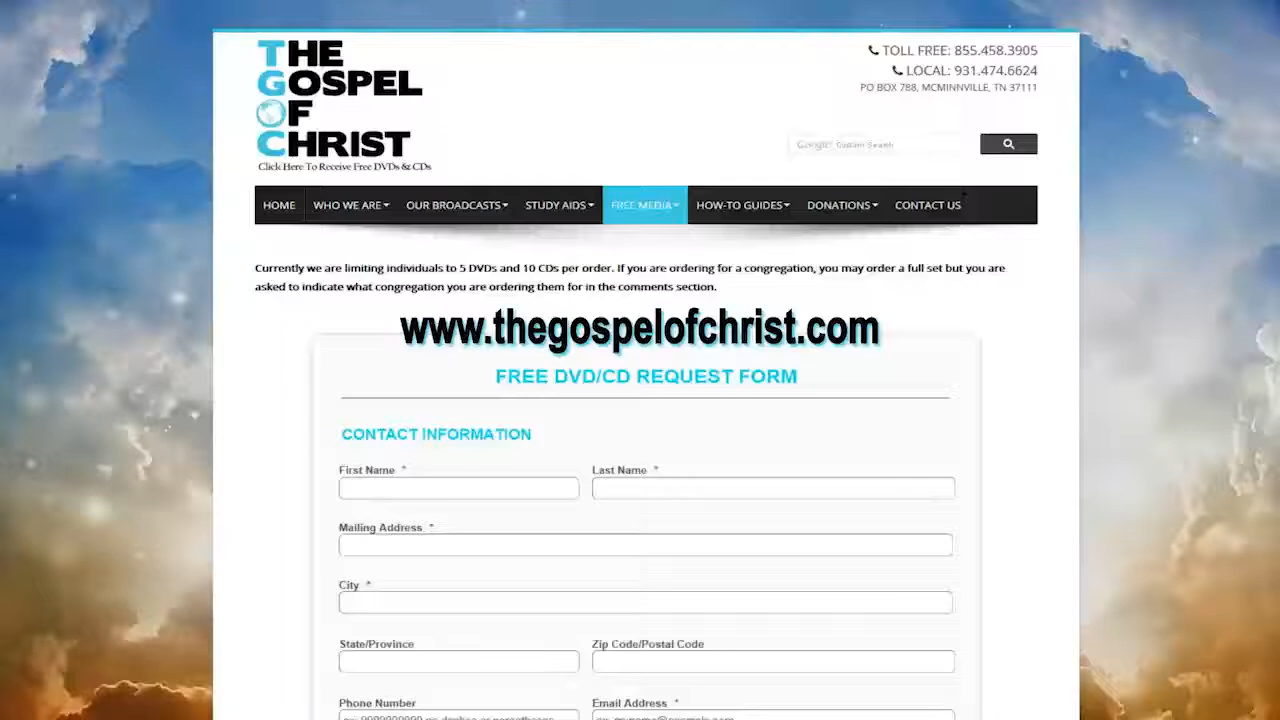 THE
GOSPEL
OF
CHRIST
Click Here To Receive Free DVDs & CDs
TOLL FREE: 855.458.3905
LOCAL: 931.474.6624
PO BOX 788, MCMINNVILLE, TN 37111
Google Custom Search
HOME WHO WE ARE OUR BROADCASTS STUDY AIDS FREE MEDIA HOW-TO GUIDES DONATIONS CONTACT US
Currently we are limiting individuals to 5 DVDs and 10 CDs per order. If you are ordering for a congregation, you may order a full set but you are
asked to indicate what congregation you are ordering them for in the comments section.
www.thegospelofchrist.com
FREE DVD/CD REQUEST FORM
CONTACT INFORMATION
First Name * Last Name *
Mailing Address *
City *
State/Province Zip Code/Postal Code
Phone Number Email Address *